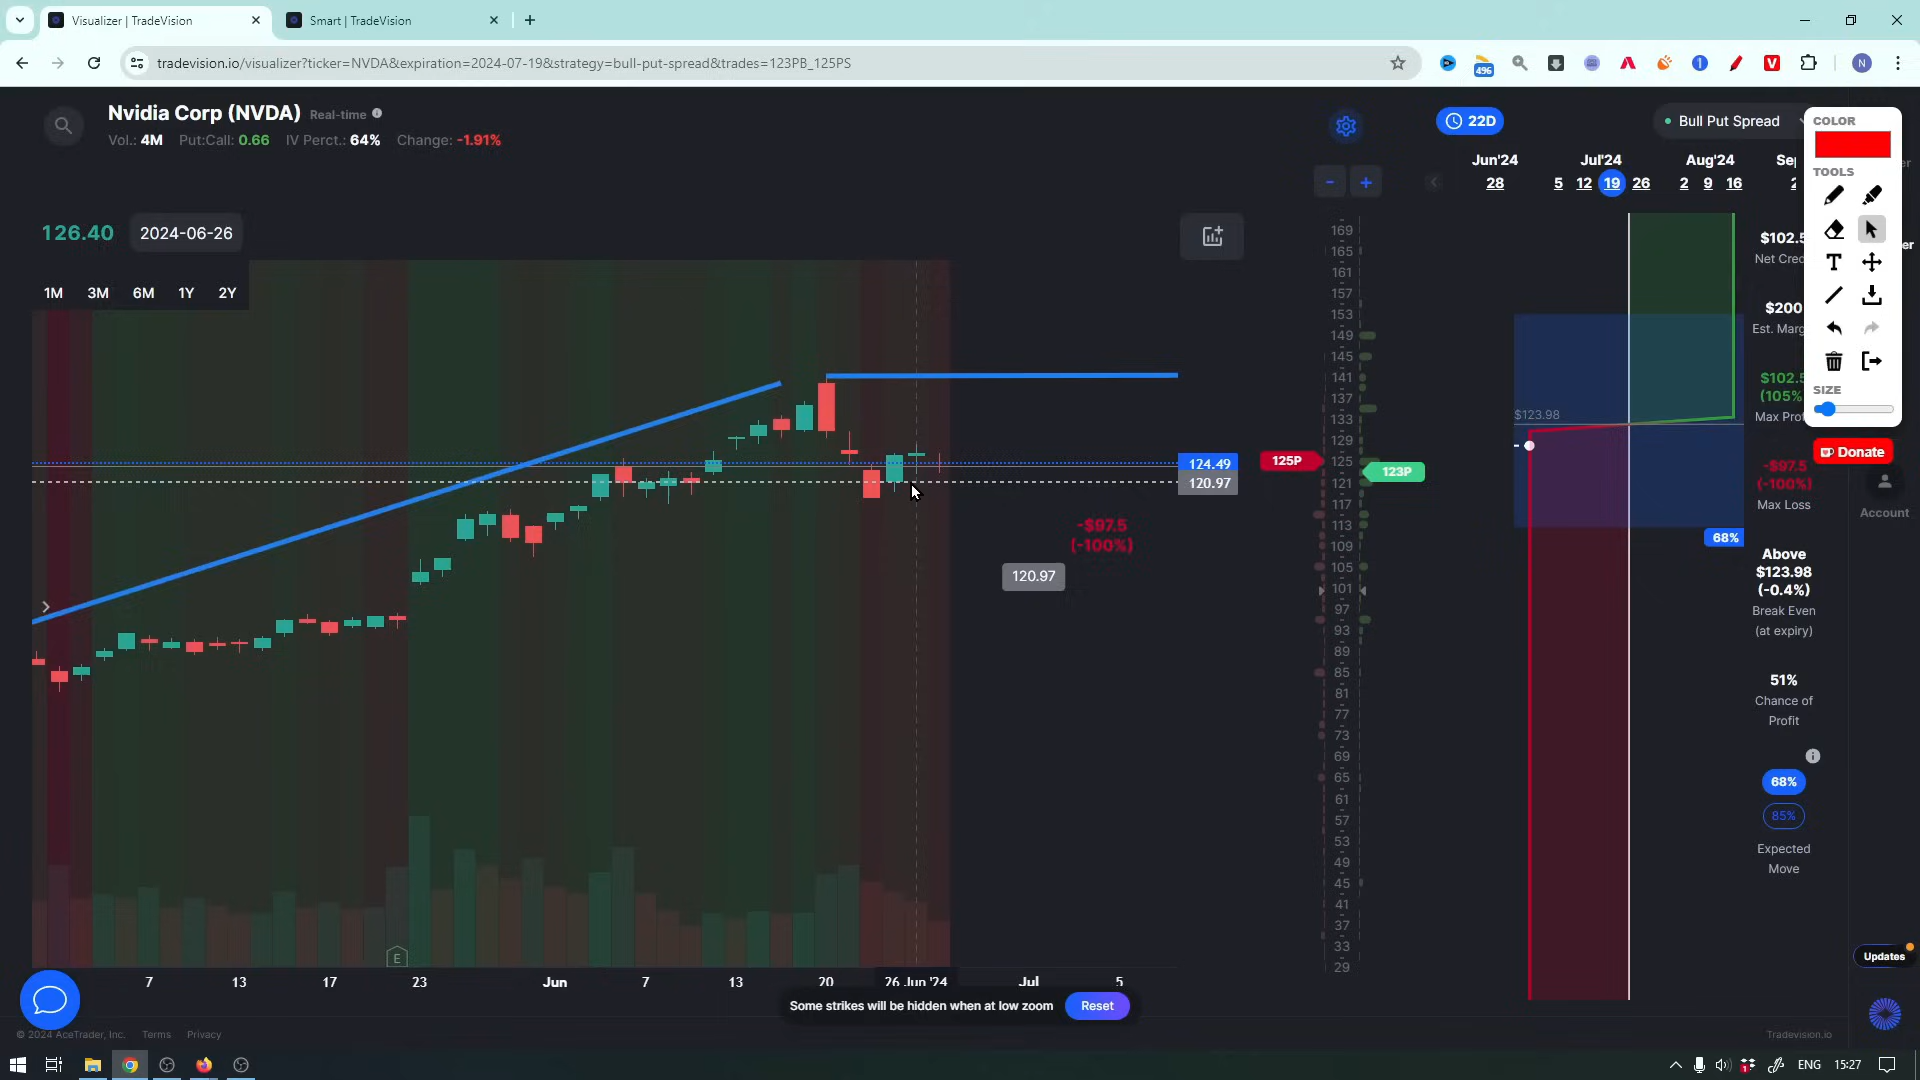 Visualizer | TradeVision
Smart | TradeVision
tradevision.io/visualizer?ticker=NVDA&expiration=2024-07-19&strategy=bull-put-spread&trades=123PB_125PS
496
N
Nvidia Corp (NVDA) Real-time
Vol.: 4M Put:Call: 0.66 IV Perct.: 64% Change: -1.91%
22D
Bull Put Spread
Jun'24 Jul'24 Aug'24
28 5 12 19 26 2 9 16
COLOR
TOOLS
SIZE
Donate
126.40 2024-06-26
1M 3M 6M 1Y 2Y
169
165
161
157
153
149
145
141
137
133
129
125
121
117
113
109
105
101
97
93
89
85
81
77
73
69
65
61
57
53
49
45
41
37
33
29
125P
123P
124.49
120.97
-$97.5
(-100%)
120.97
$123.98
68%
$102.5
Net Cred
$200
Est. Marg
$102.5
(105%
Max Prof
-$97.5
(-100%)
Max Loss
Above
$123.98
(-0.4%)
Break Even
(at expiry)
51%
Chance of
Profit
68%
85%
Expected
Move
Account
Updates
E
7 13 17 23 Jun 7 13 20 26 Jun '24 Jul 5
Some strikes will be hidden when at low zoom Reset
© 2024 AceTrader, Inc. Terms Privacy
Tradevision.io
ENG 15:27